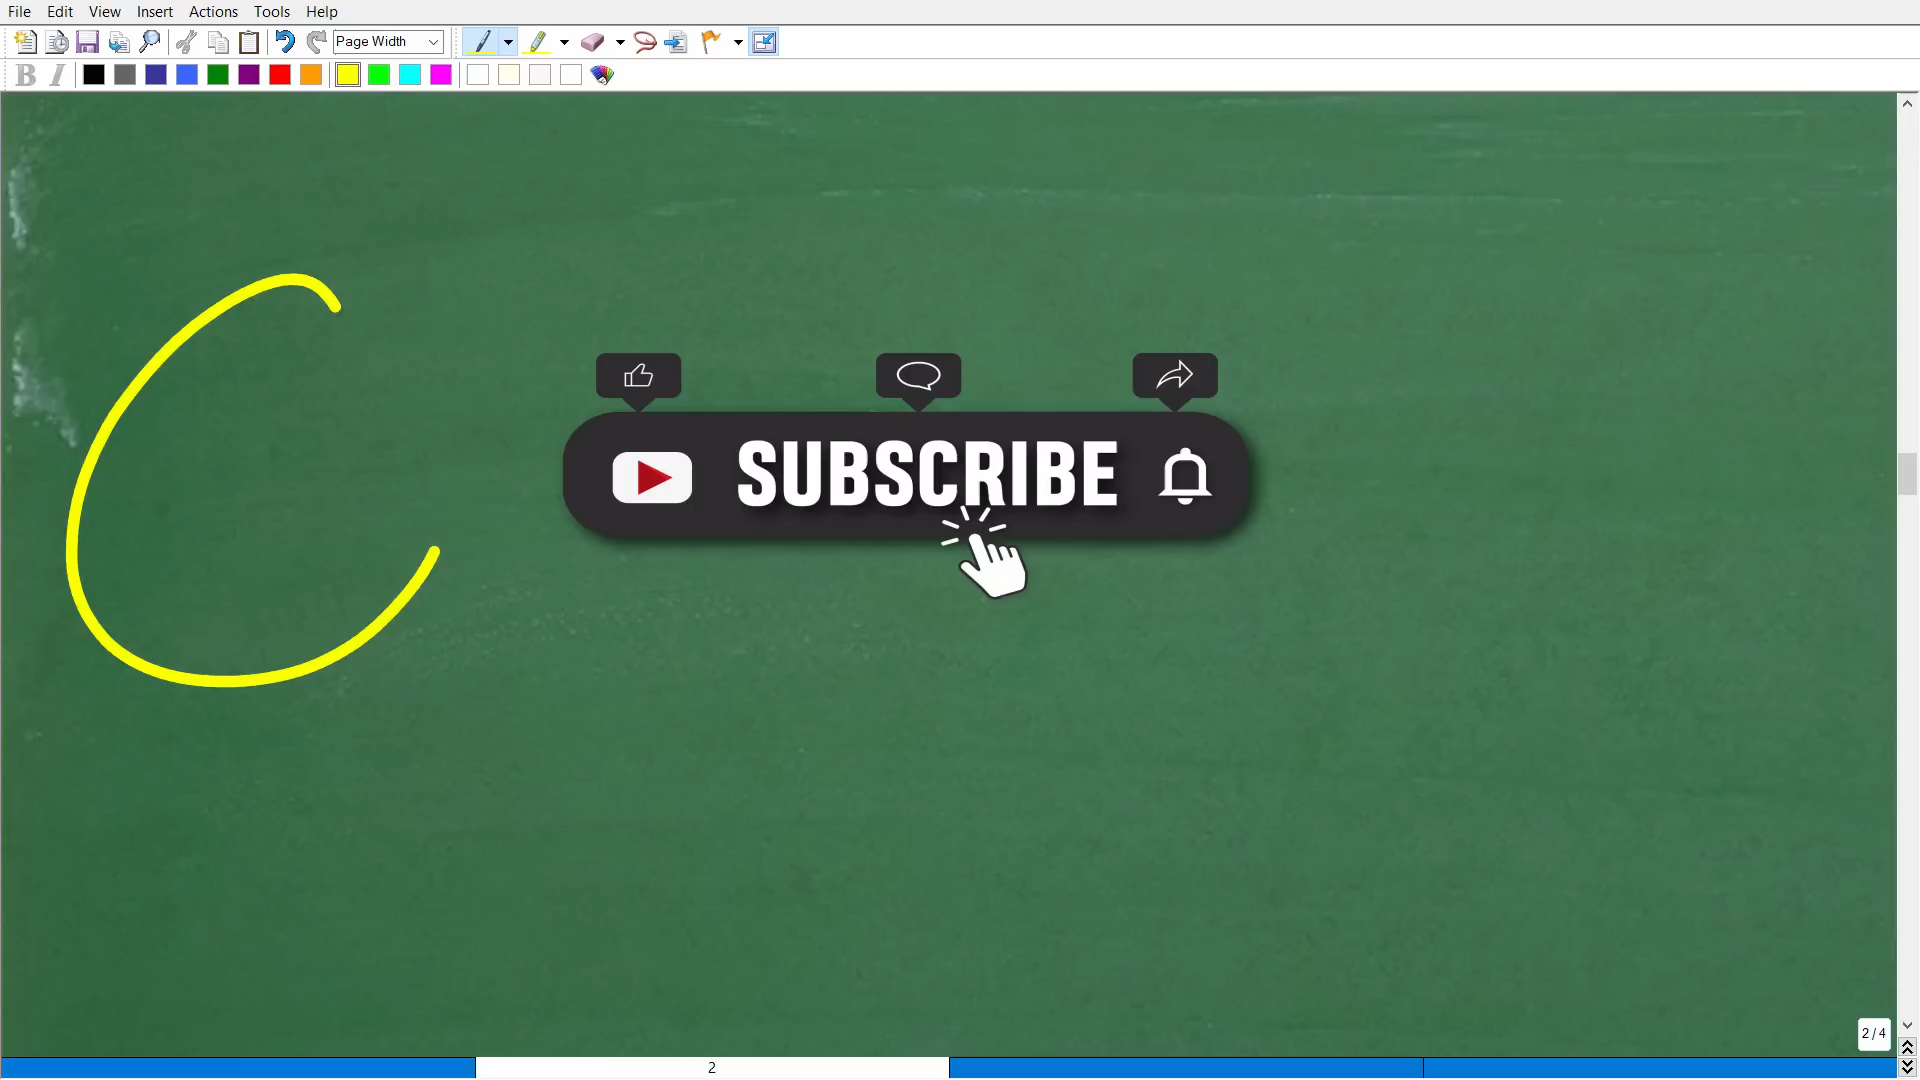 File Edit View Insert Actions Tools Help
Page Width
B I
C
SUBSCRIBE
2 / 4
2